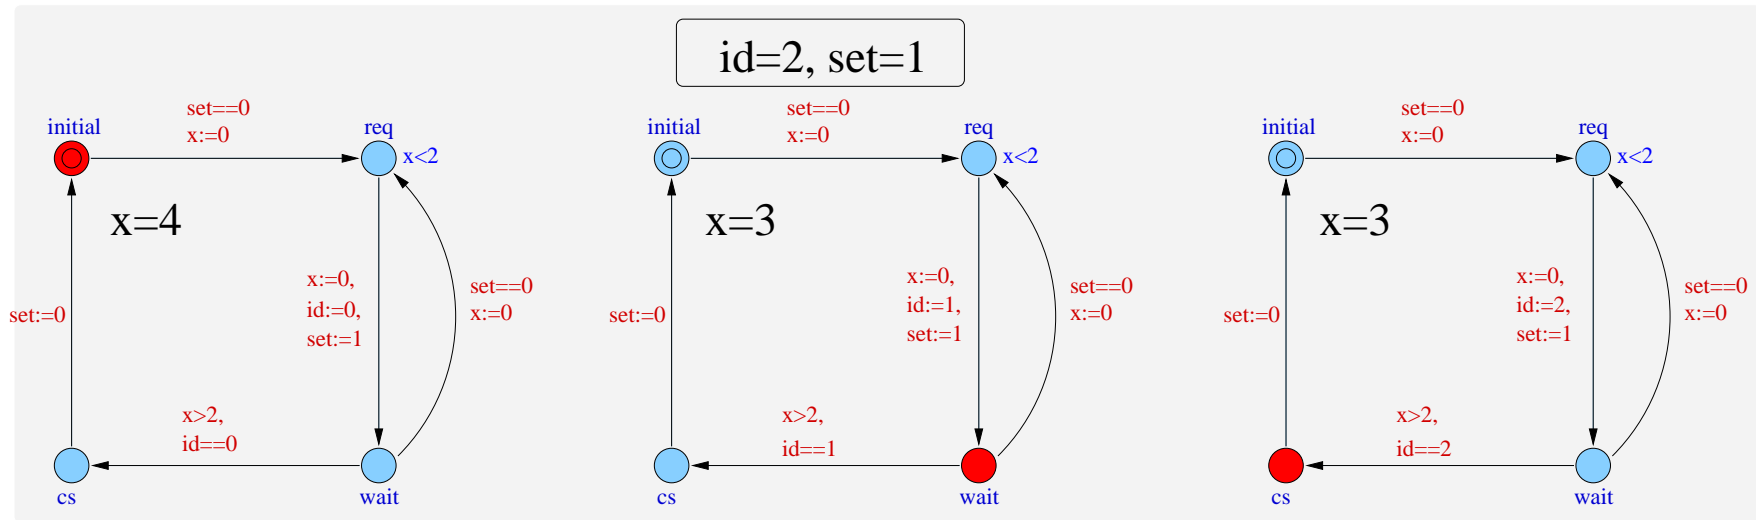 id=2, set=1
set==0
x:=0
initial
req
x<2
x=4
x:=0,
id:=0,
set:=1
set==0
x:=0
set:=0
x>2,
id==0
cs
wait
set==0
x:=0
initial
req
x<2
x=3
x:=0,
id:=1,
set:=1
set==0
x:=0
set:=0
x>2,
id==1
cs
wait
set==0
x:=0
initial
req
x<2
x=3
x:=0,
id:=2,
set:=1
set==0
x:=0
set:=0
x>2,
id==2
cs
wait